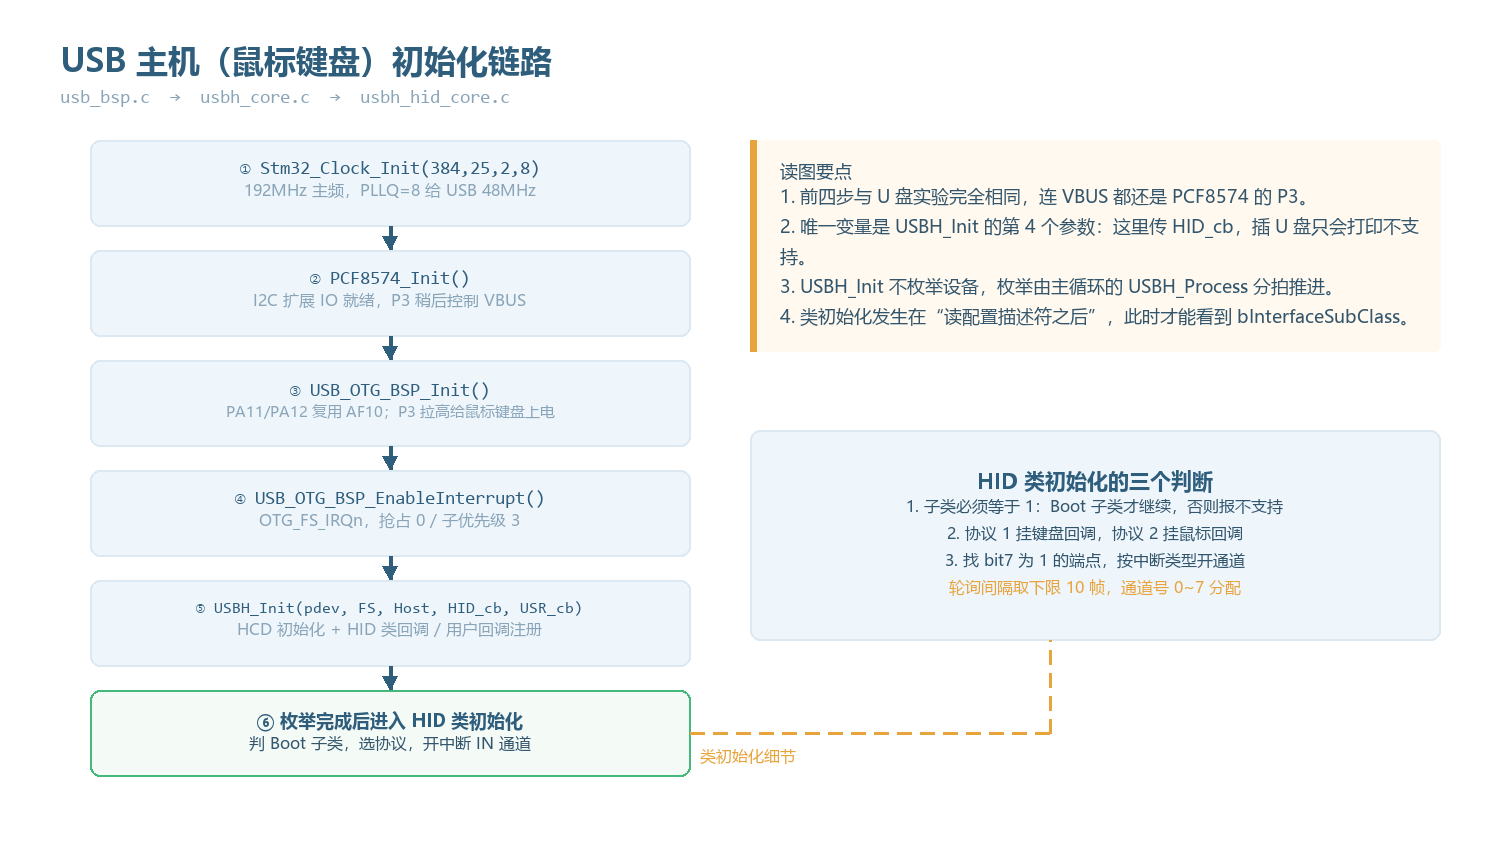 USB 主机（鼠标键盘）初始化链路
usb_bsp.c → usbh_core.c → usbh_hid_core.c
① Stm32_Clock_Init(384,25,2,8)
192MHz 主频，PLLQ=8 给 USB 48MHz
② PCF8574_Init()
I2C 扩展 IO 就绪，P3 稍后控制 VBUS
③ USB_OTG_BSP_Init()
PA11/PA12 复用 AF10；P3 拉高给鼠标键盘上电
④ USB_OTG_BSP_EnableInterrupt()
OTG_FS_IRQn，抢占 0 / 子优先级 3
⑤ USBH_Init(pdev, FS, Host, HID_cb, USR_cb)
HCD 初始化 + HID 类回调 / 用户回调注册
⑥ 枚举完成后进入 HID 类初始化
判 Boot 子类，选协议，开中断 IN 通道
类初始化细节
读图要点
1. 前四步与 U 盘实验完全相同，连 VBUS 都还是 PCF8574 的 P3。
2. 唯一变量是 USBH_Init 的第 4 个参数：这里传 HID_cb，插 U 盘只会打印不支
持。
3. USBH_Init 不枚举设备，枚举由主循环的 USBH_Process 分拍推进。
4. 类初始化发生在“读配置描述符之后”，此时才能看到 bInterfaceSubClass。
HID 类初始化的三个判断
1. 子类必须等于 1：Boot 子类才继续，否则报不支持
2. 协议 1 挂键盘回调，协议 2 挂鼠标回调
3. 找 bit7 为 1 的端点，按中断类型开通道
轮询间隔取下限 10 帧，通道号 0~7 分配